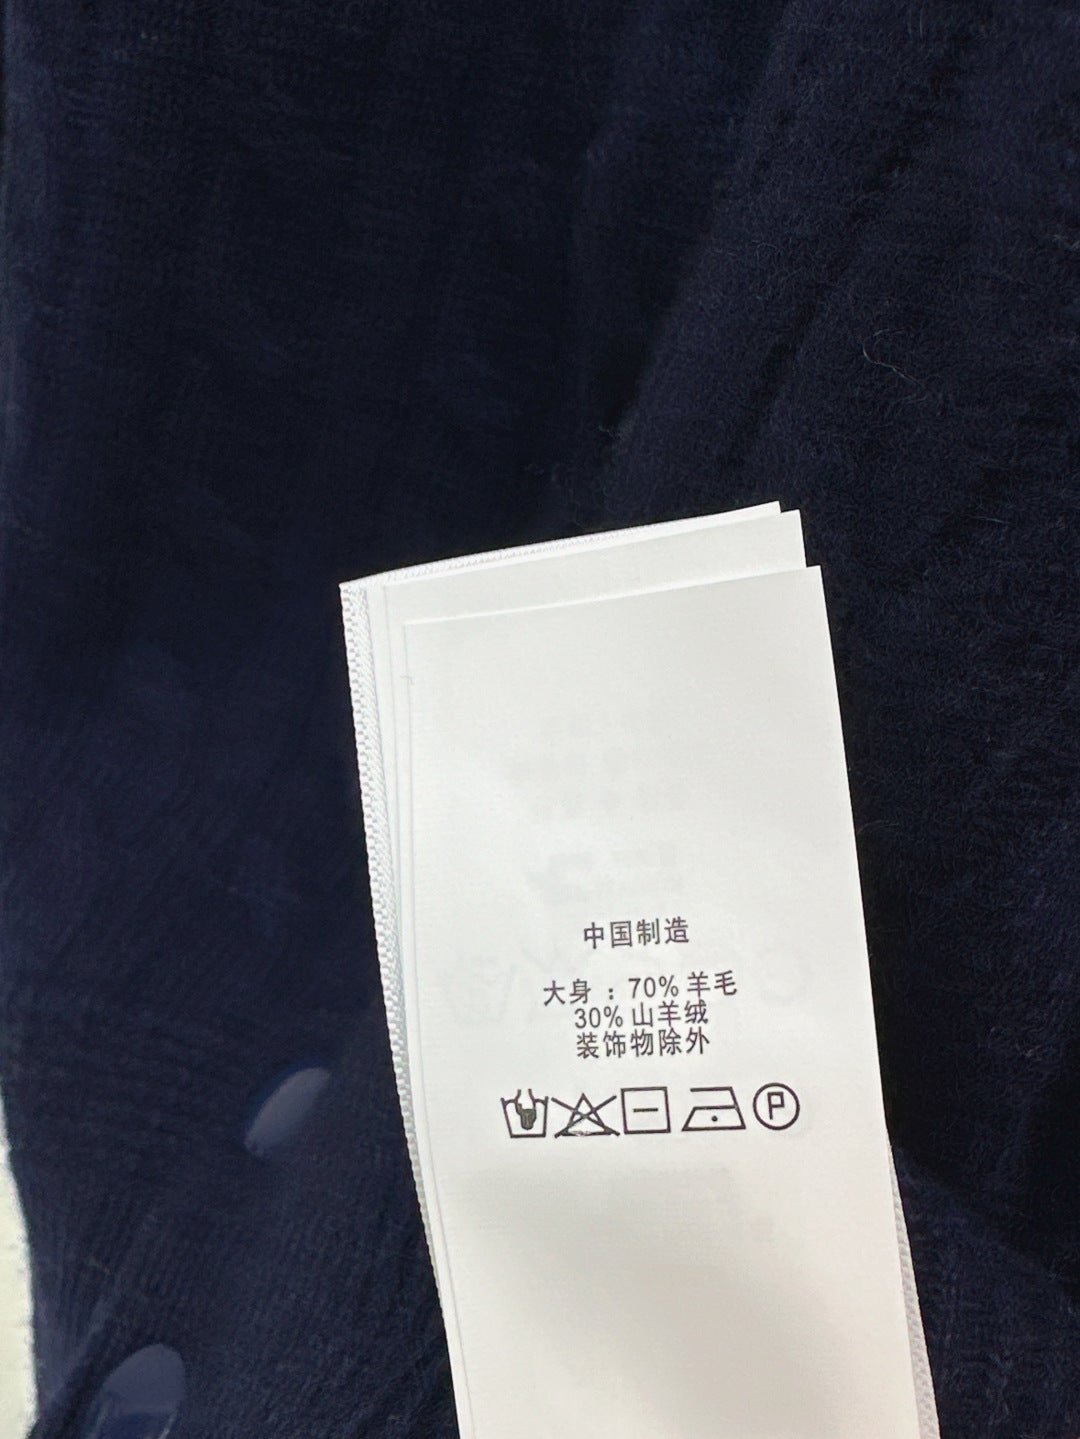 中国制造
大身：70% 羊毛
30% 山羊绒
装饰物除外
P